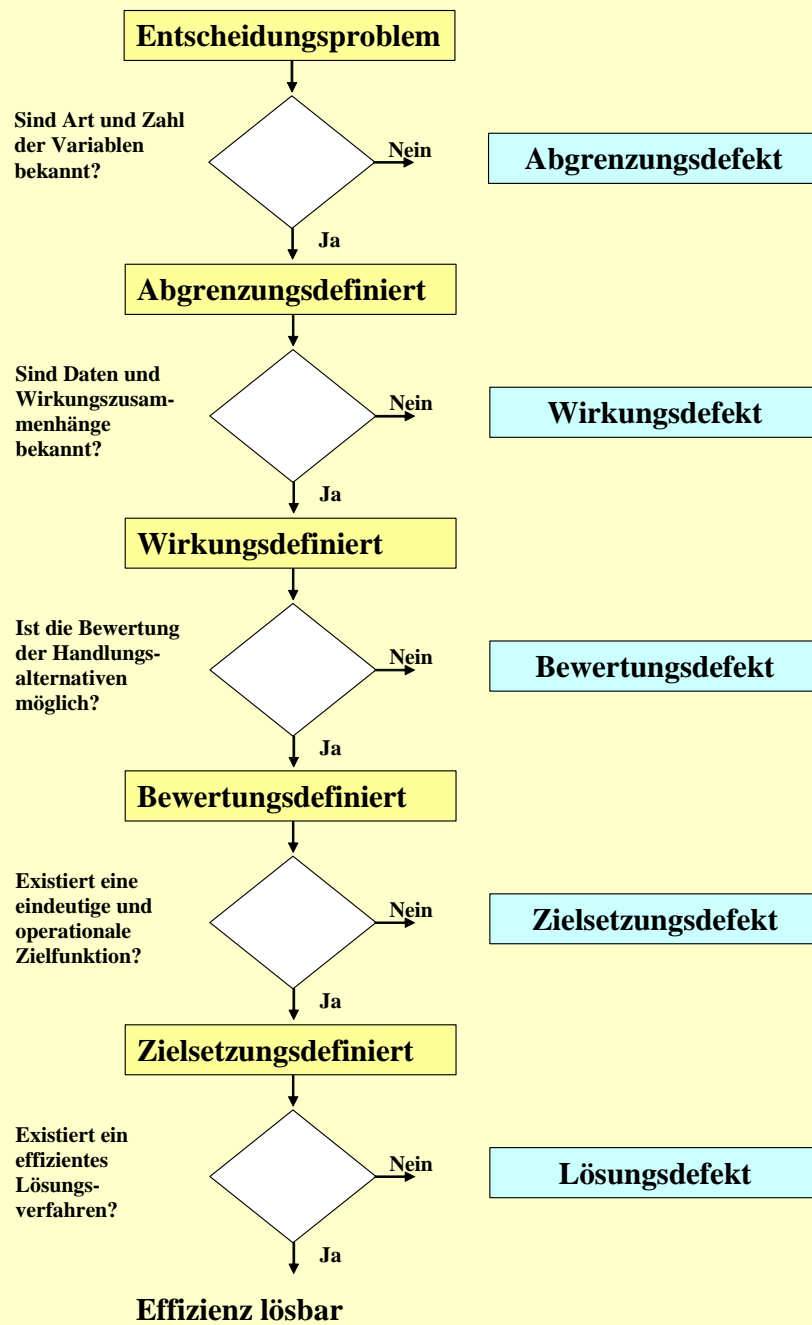 Entscheidungsproblem
Sind Art und Zahl
der Variablen
bekannt?
Nein
Abgrenzungsdefekt
Ja
Abgrenzungsdefiniert
Sind Daten und
Wirkungszusam-
menhänge
bekannt?
Nein
Wirkungsdefekt
Ja
Wirkungsdefiniert
Ist die Bewertung
der Handlungs-
alternativen
möglich?
Nein
Bewertungsdefekt
Ja
Bewertungsdefiniert
Existiert eine
eindeutige und
operationale
Zielfunktion?
Nein
Zielsetzungsdefekt
Ja
Zielsetzungsdefiniert
Existiert ein
effizientes
Lösungs-
verfahren?
Nein
Lösungsdefekt
Ja
Effizienz lösbar